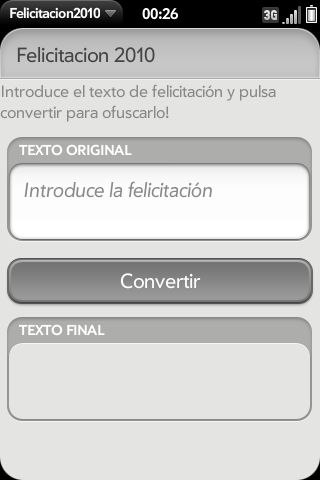 Felicitacion2010 00:26 3G
Felicitacion 2010
Introduce el texto de felicitación y pulsa
convertir para ofuscarlo!
TEXTO ORIGINAL
Introduce la felicitación
Convertir
TEXTO FINAL